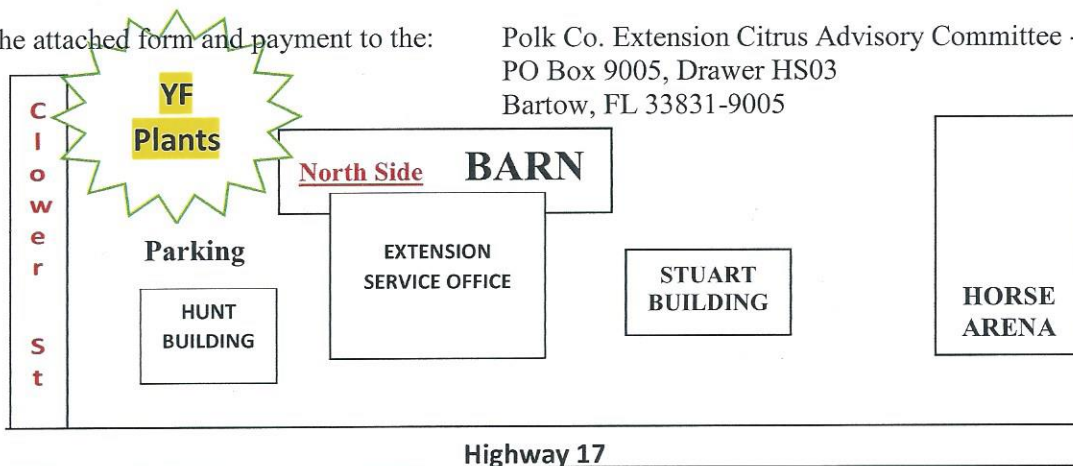 he attached form and payment to the:
Polk Co. Extension Citrus Advisory Committee -
PO Box 9005, Drawer HS03
Bartow, FL 33831-9005
Clower St
YF
Plants
North Side BARN
Parking
EXTENSION
SERVICE OFFICE
HUNT
BUILDING
STUART
BUILDING
HORSE
ARENA
Highway 17